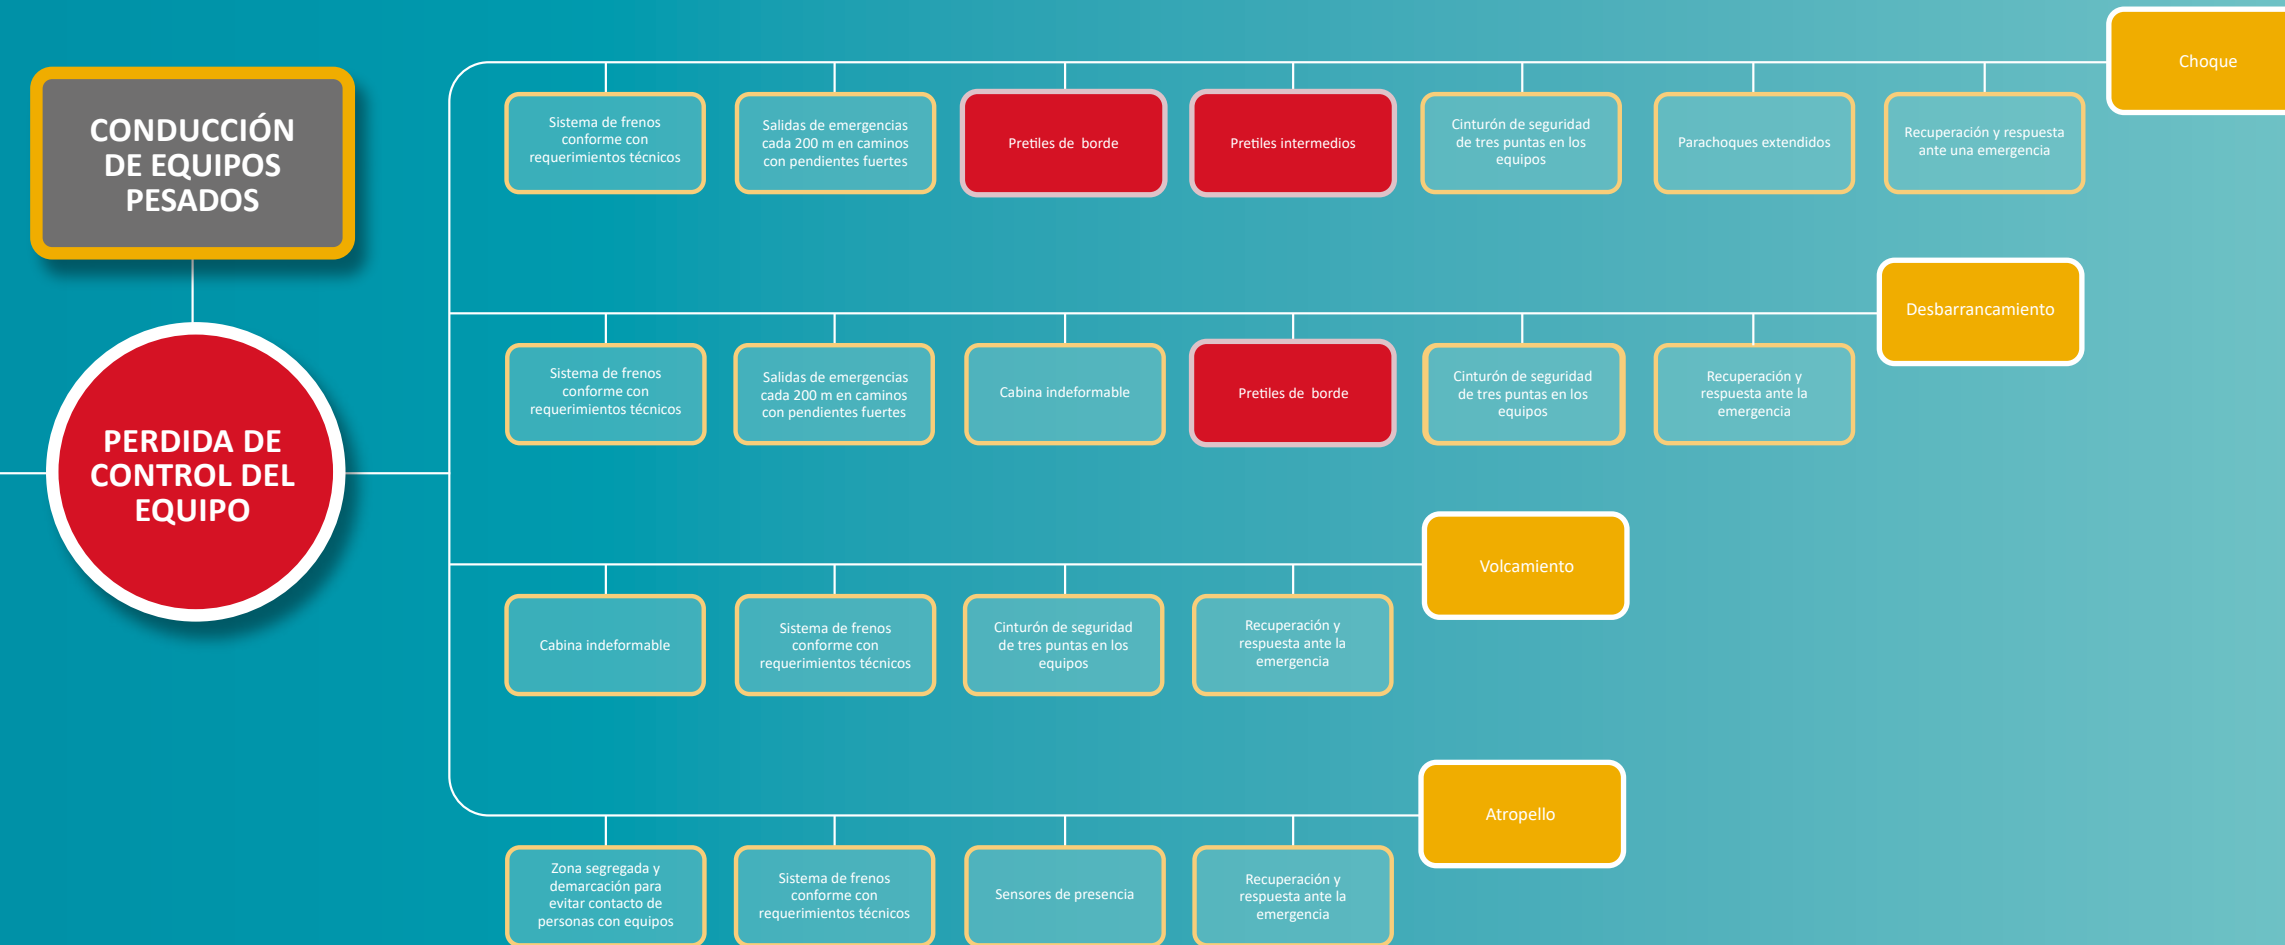 Choque
CONDUCCIÓN
DE EQUIPOS
PESADOS
Sistema de frenos
conforme con
requerimientos técnicos
Salidas de emergencias
cada 200 m en caminos
con pendientes fuertes
Pretiles de borde
Pretiles intermedios
Cinturón de seguridad
de tres puntas en los
equipos
Parachoques extendidos
Recuperación y respuesta
ante una emergencia
Desbarrancamiento
Sistema de frenos
conforme con
requerimientos técnicos
Salidas de emergencias
cada 200 m en caminos
con pendientes fuertes
Cabina indeformable
Pretiles de borde
Cinturón de seguridad
de tres puntas en los
equipos
Recuperación y
respuesta ante la
emergencia
PERDIDA DE
CONTROL DEL
EQUIPO
Volcamiento
Cabina indeformable
Sistema de frenos
conforme con
requerimientos técnicos
Cinturón de seguridad
de tres puntas en los
equipos
Recuperación y
respuesta ante la
emergencia
Atropello
Zona segregada y
demarcación para
evitar contacto de
personas con equipos
Sistema de frenos
conforme con
requerimientos técnicos
Sensores de presencia
Recuperación y
respuesta ante la
emergencia